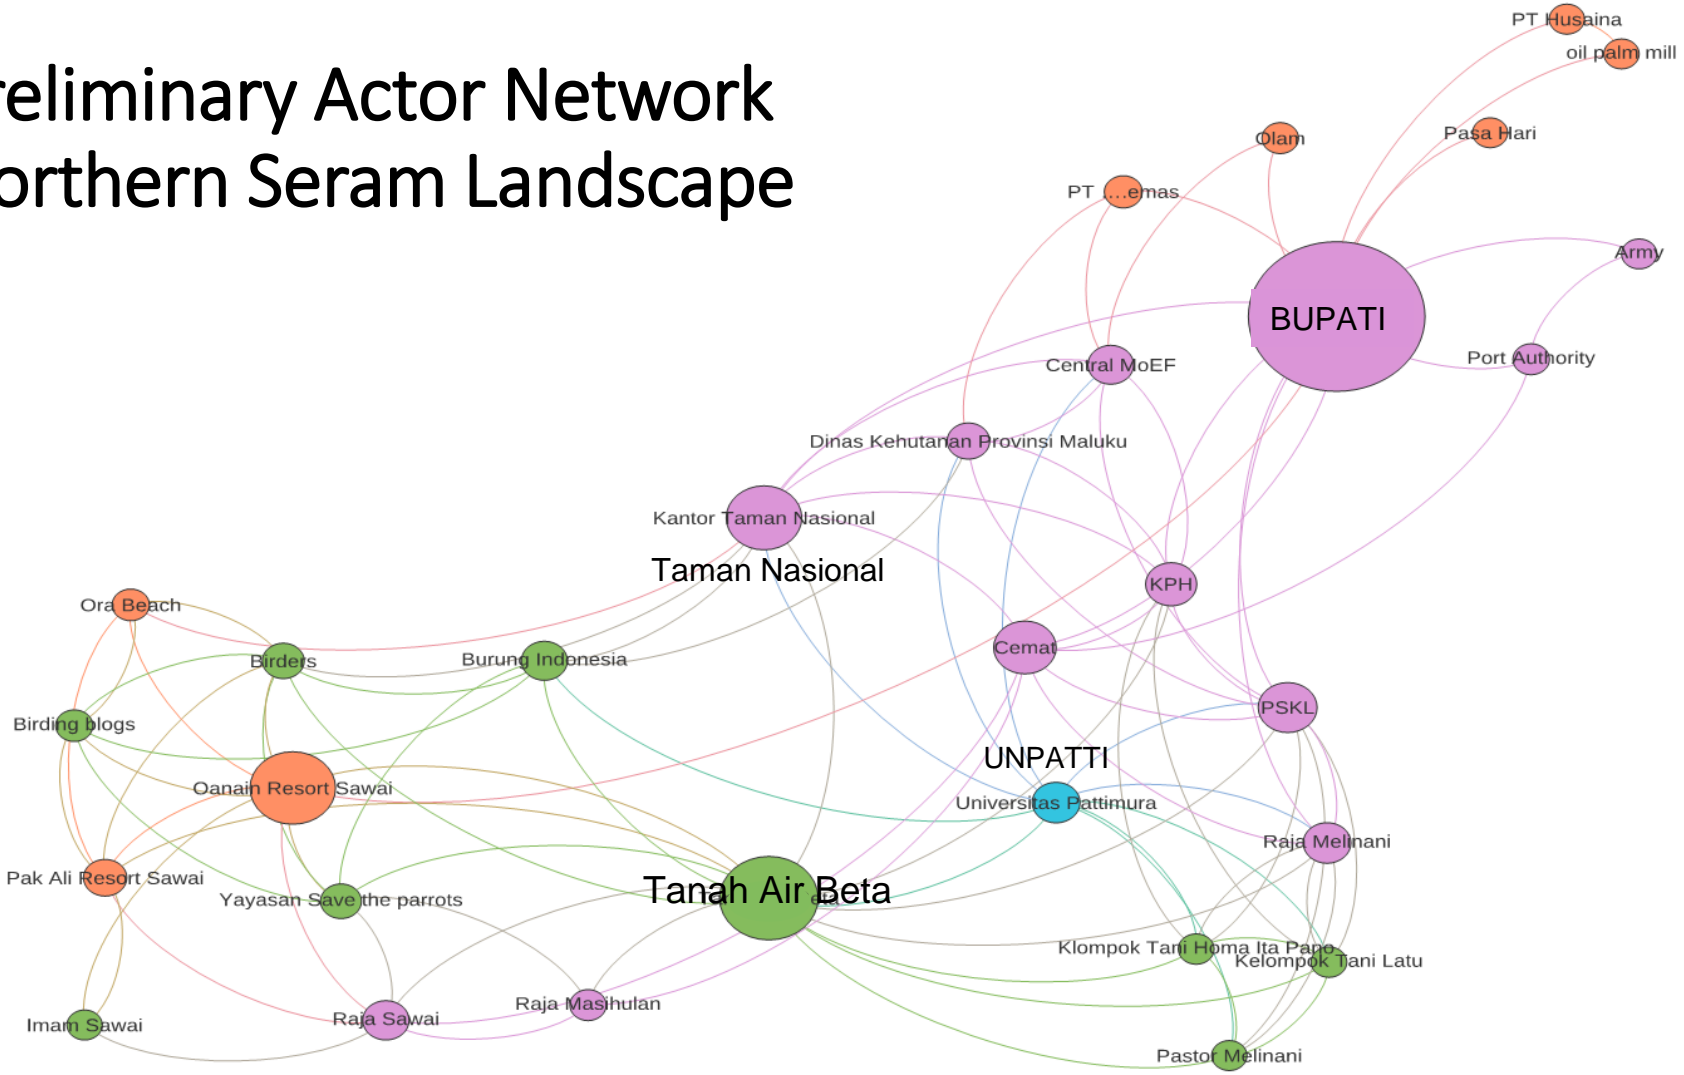 reliminary Actor Network
orthern Seram Landscape
PT Husaina
oil palm mill
Olam
Pasa Hari
PT ....emas
Army
BUPATI
Central MoEF
Port Authority
Dinas Kehutanan Provinsi Maluku
Kantor Taman Nasional
Taman Nasional
KPH
Ora Beach
Birders
Burung Indonesia
Cemat
PSKL
Birding blogs
UNPATTI
Oanain Resort Sawai
Universitas Pattimura
Raja Melinani
Pak Ali Resort Sawai
Yayasan Save the parrots
Tanah Air Beta
Klompok Tani Homa Ita Pano
Kelompok Tani Latu
Raja Masihulan
Imam Sawai
Raja Sawai
Pastor Melinani